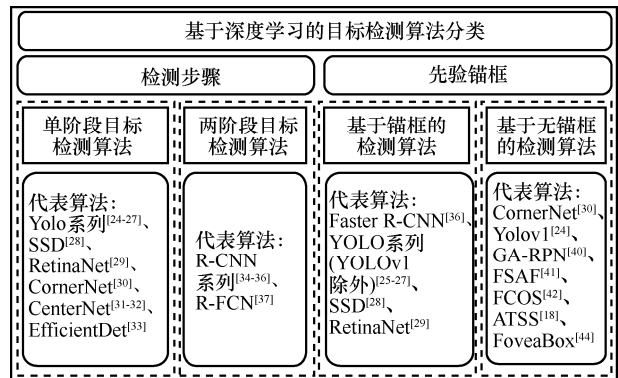 基于深度学习的目标检测算法分类
检测步骤
先验锚框
单阶段目标
检测算法
两阶段目标
检测算法
基于锚框的
检测算法
基于无锚框
的检测算法
代表算法：
Yolo系列[24-27]、
SSD[28]、
RetinaNet[29]、
CornerNet[30]、
CenterNet[31-32]、
EfficientDet[33]
代表算法：
R-CNN
系列[34-36]、
R-FCN[37]
代表算法：
Faster R-CNN[36]、
YOLO系列
(YOLOv1
除外)[25-27]、
SSD[28]、
RetinaNet[29]
代表算法：
CornerNet[30]、
Yolov1[24]、
GA-RPN[40]、
FSAF[41]、
FCOS[42]、
ATSS[18]、
FoveaBox[44]